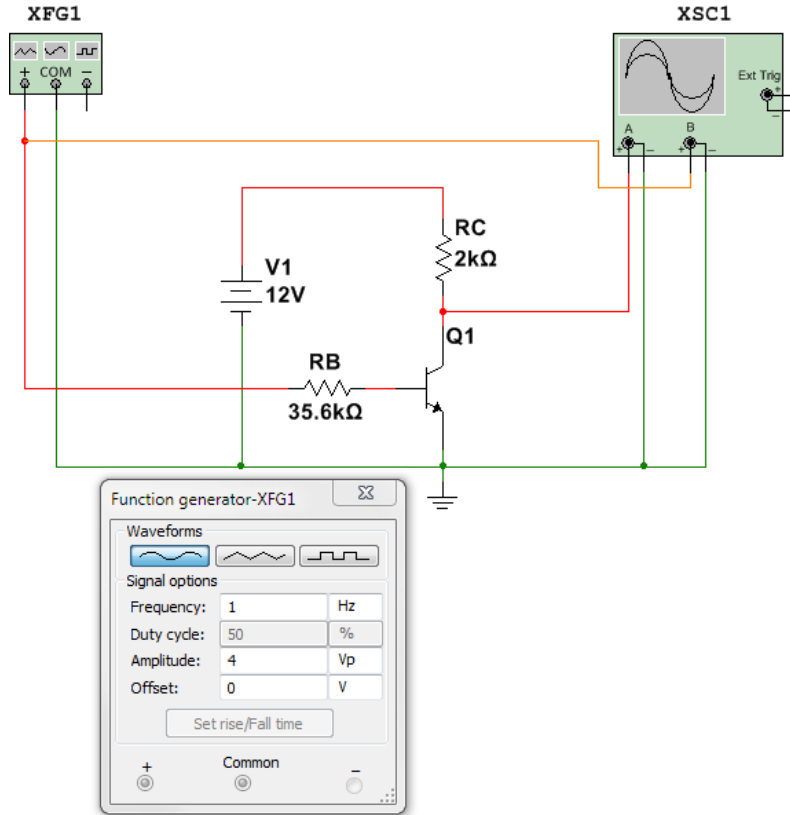 XFG1
XSC1
+ COM −
Ext Trig
+
−
A
B
+ − + −
RC
2kΩ
V1
12V
Q1
RB
35.6kΩ
Function generator-XFG1
Waveforms
Signal options
Frequency: 1 Hz
Duty cycle: 50 %
Amplitude: 4 Vp
Offset: 0 V
Set rise/Fall time
+ Common −